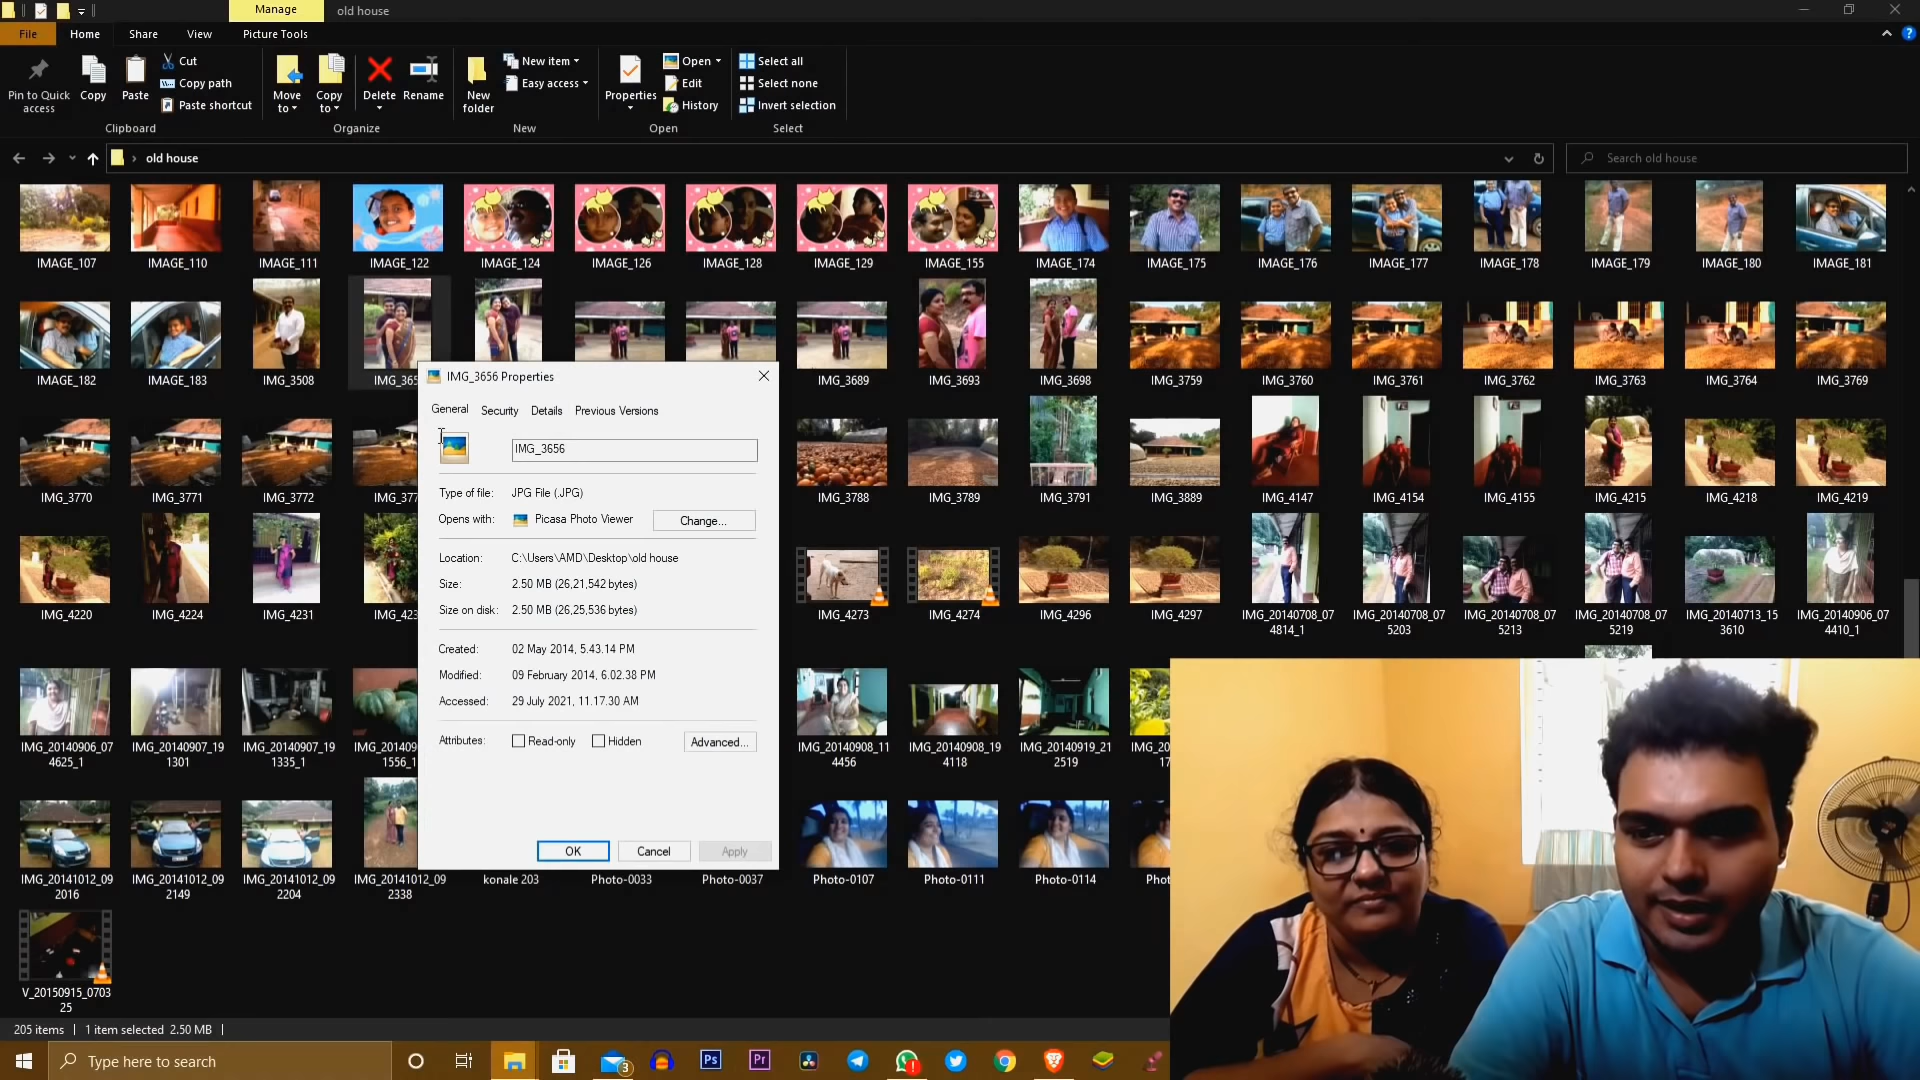 Manage
old house
File
Home
Share
View
Picture Tools
Pin to Quick access
Copy
Paste
Cut
Copy path
Paste shortcut
Clipboard
Move to
Copy to
Delete
Rename
Organize
New folder
New item
Easy access
New
Properties
Open
Edit
History
Open
Select all
Select none
Invert selection
Select
old house
Search old house
IMAGE_107 IMAGE_110 IMAGE_111 IMAGE_122 IMAGE_124 IMAGE_126 IMAGE_128 IMAGE_129 IMAGE_155 IMAGE_174 IMAGE_175 IMAGE_176 IMAGE_177 IMAGE_178 IMAGE_179 IMAGE_180 IMAGE_181
IMAGE_182 IMAGE_183 IMG_3508 IMG_3689 IMG_3693 IMG_3698 IMG_3759 IMG_3760 IMG_3761 IMG_3762 IMG_3763 IMG_3764 IMG_3769
IMG_3770 IMG_3771 IMG_3772 IMG_3788 IMG_3789 IMG_3791 IMG_3889 IMG_4147 IMG_4154 IMG_4155 IMG_4215 IMG_4218 IMG_4219
IMG_4220 IMG_4224 IMG_4231 IMG_4273 IMG_4274 IMG_4296 IMG_4297 IMG_20140708_07 IMG_20140708_07 IMG_20140708_07 IMG_20140708_07 IMG_20140713_15 IMG_20140906_07
4814_1 5203 5213 5219 3610 4410_1
IMG_20140906_07 IMG_20140907_19 IMG_20140907_19 IMG_201409 IMG_20140908_11 IMG_20140908_19 IMG_20140919_21 IMG_20
4625_1 1301 1335_1 1556_1 4456 4118 2519 17
IMG_20141012_09 IMG_20141012_09 IMG_20141012_09 IMG_20141012_09 konale 203 Photo-0033 Photo-0037 Photo-0107 Photo-0111 Photo-0114 Phot
2016 2149 2204 2338
V_20150915_0703
25
IMG_3656 Properties
General Security Details Previous Versions
IMG_3656
Type of file: JPG File (.JPG)
Opens with: Picasa Photo Viewer Change...
Location: C:\Users\AMD\Desktop\old house
Size: 2.50 MB (26,21,542 bytes)
Size on disk: 2.50 MB (26,25,536 bytes)
Created: 02 May 2014, 5.43.14 PM
Modified: 09 February 2014, 6.02.38 PM
Accessed: 29 July 2021, 11.17.30 AM
Attributes: Read-only Hidden Advanced...
OK Cancel Apply
205 items 1 item selected 2.50 MB
Type here to search
3
Ps
Pr